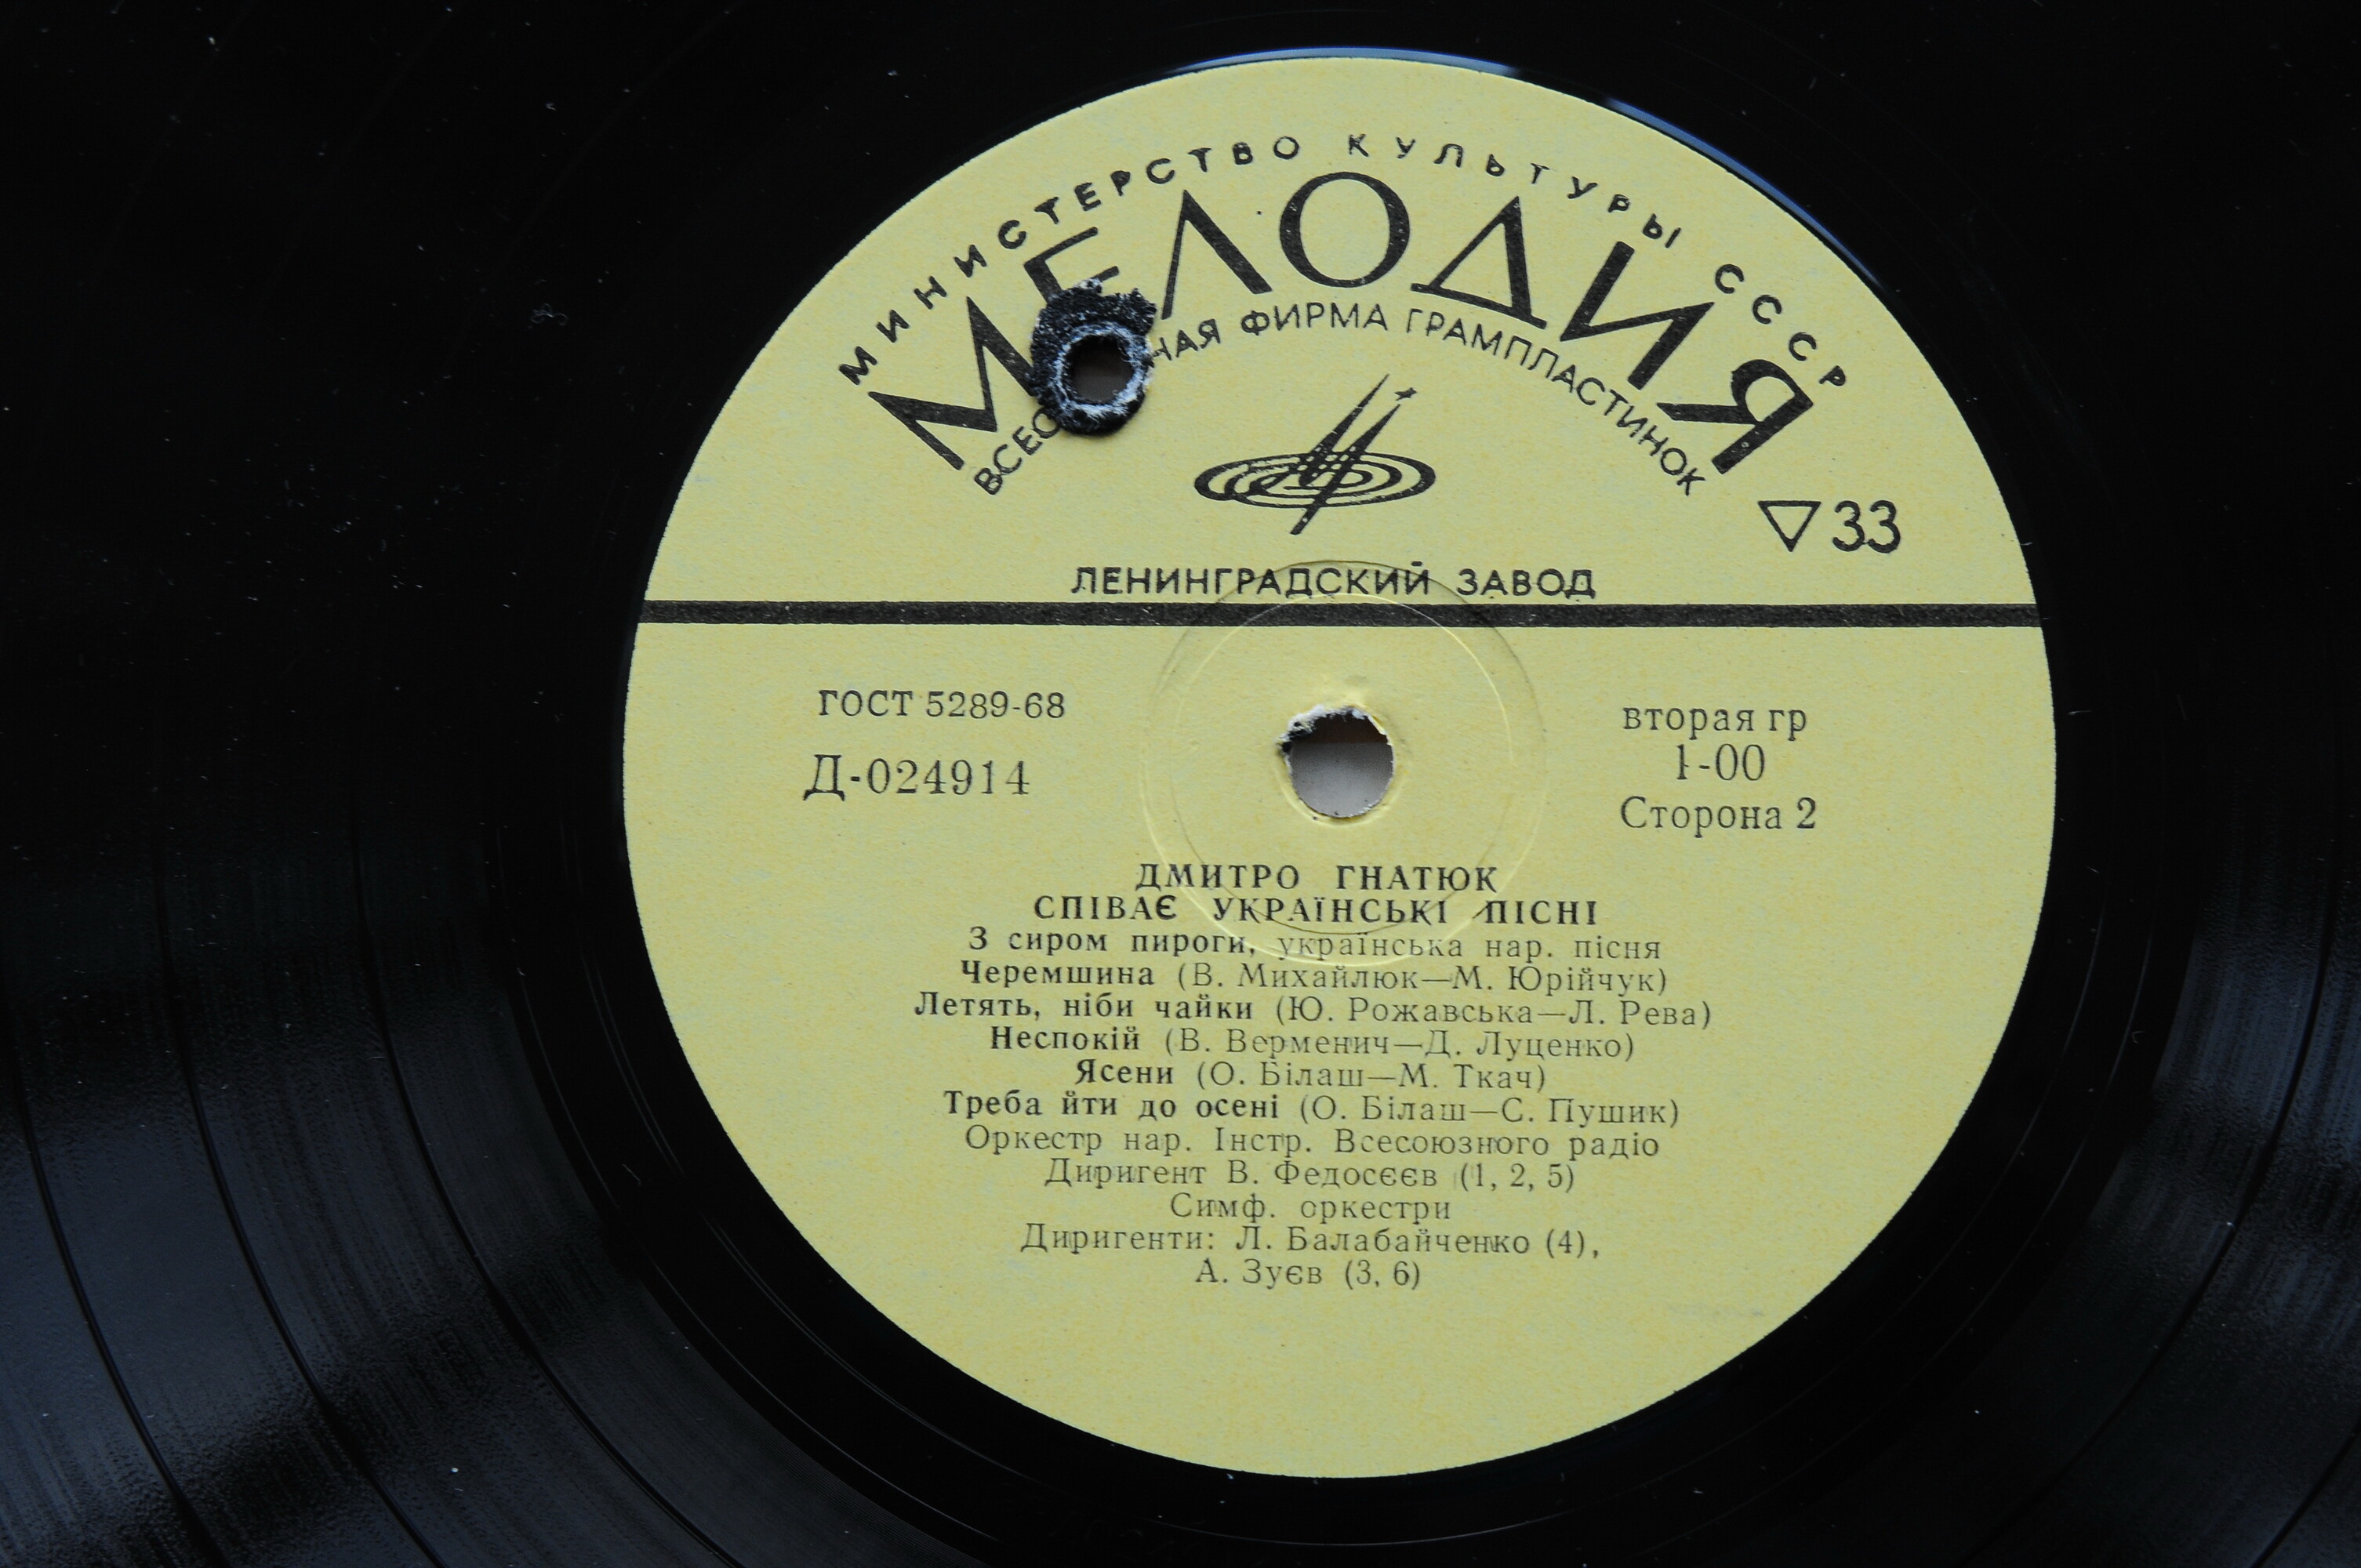 МИНИСТЕРСТВО КУЛЬТУРЫ СССР
МЕЛОДИЯ
ФИРМА ГРАМПЛАСТИНОК
▽33
ЛЕНИНГРАДСКИЙ ЗАВОД
ГОСТ 5289-68
Д-024914
вторая гр
1-00
Сторона 2
ДМИТРО ГНАТЮК
СПІВАЄ УКРАЇНСЬКІ ПІСНІ
З сиром пироги, українська нар. пісня
Черемшина (В. Михайлюк—М. Юрійчук)
Летять, ніби чайки (Ю. Рожавська—Л. Рева)
Неспокій (В. Верменич—Д. Луценко)
Ясени (О. Білаш—М. Ткач)
Треба йти до осені (О. Білаш—С. Пушик)
Оркестр нар. Інстр. Всесоюзного радіо
Диригент В. Федосєєв (1, 2, 5)
Симф. оркестри
Диригенти: Л. Балабайченко (4),
А. Зуєв (3, 6)